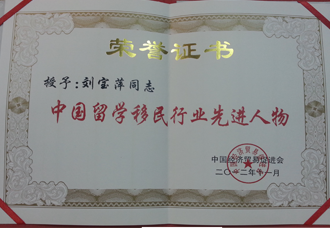 荣誉证书
授予:刘宝萍同志
中国留学移民行业先进人物
中国经济贸易促进会
二〇一二年十一月